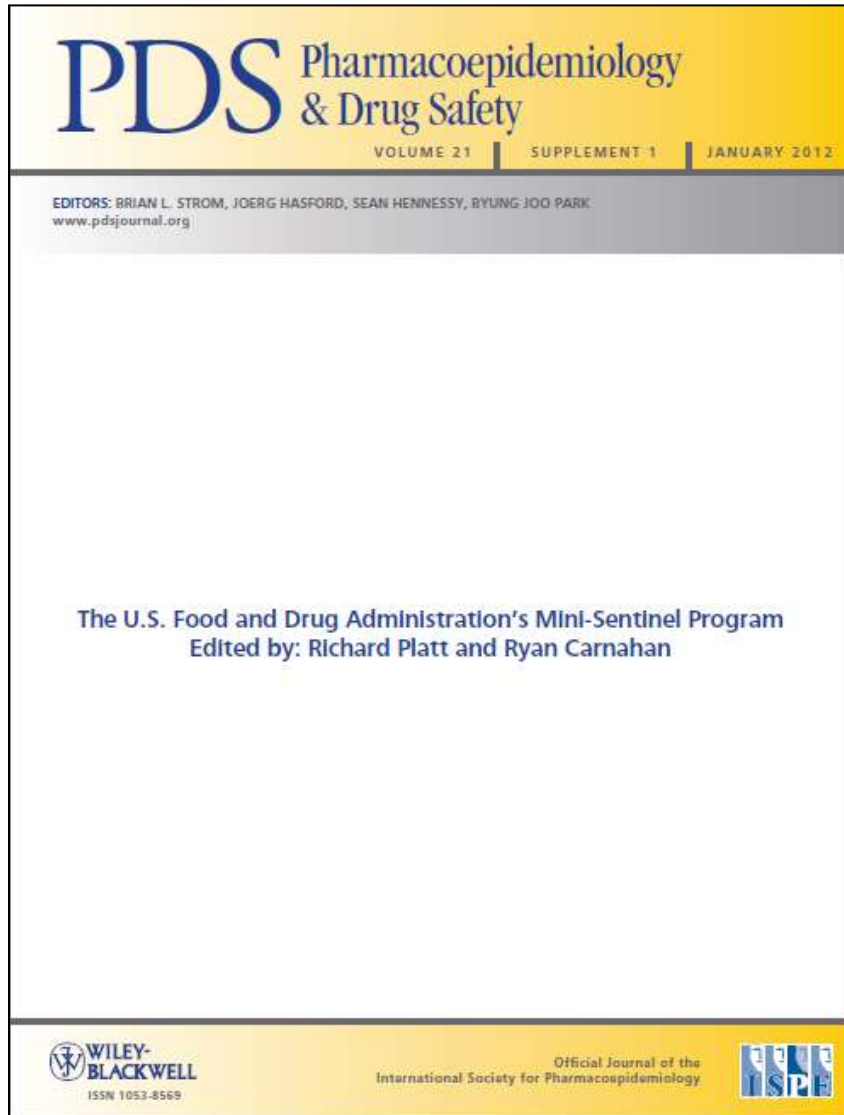 PDS Pharmacoepidemiology
& Drug Safety
VOLUME 21 SUPPLEMENT 1 JANUARY 2012
EDITORS: BRIAN L. STROM, JOERG HASFORD, SEAN HENNESSY, BYUNG JOO PARK
www.pdsjournal.org
The U.S. Food and Drug Administration's Mini-Sentinel Program
Edited by: Richard Platt and Ryan Carnahan
WILEY-
BLACKWELL
ISSN 1053-8569
Official Journal of the
International Society for Pharmacoepidemiology
ISPE